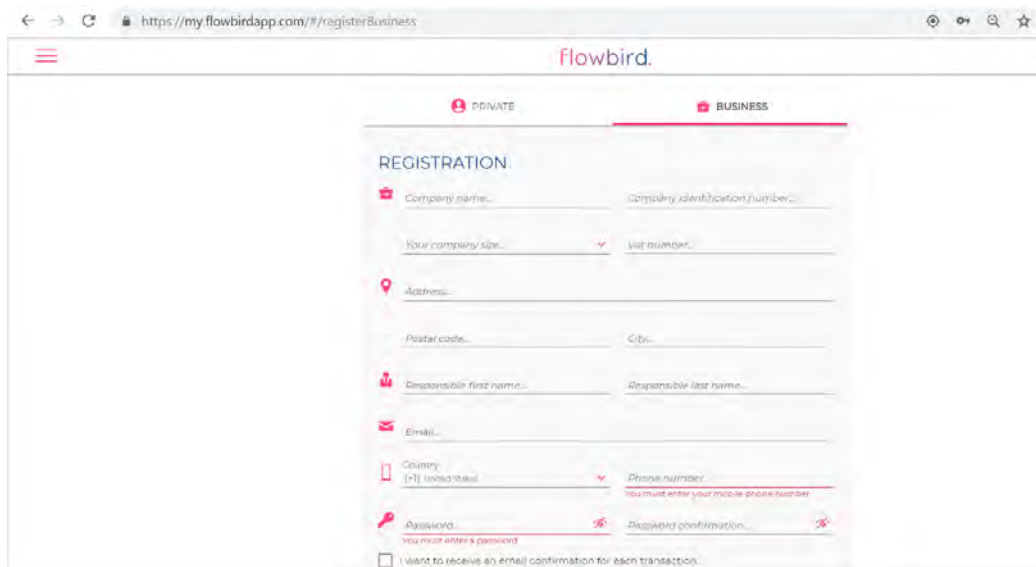 https://my.flowbirdapp.com/#/registerBusiness
flowbird.
PRIVATE BUSINESS
REGISTRATION
Company name... Company identification number...
Your company size... Vat number...
Address...
Postal code... City...
Responsible first name... Responsible last name...
Email...
Country
(+1) United States Phone number...
You must enter your mobile phone number
Password... Password confirmation...
You must enter a password
I want to receive an email confirmation for each transaction